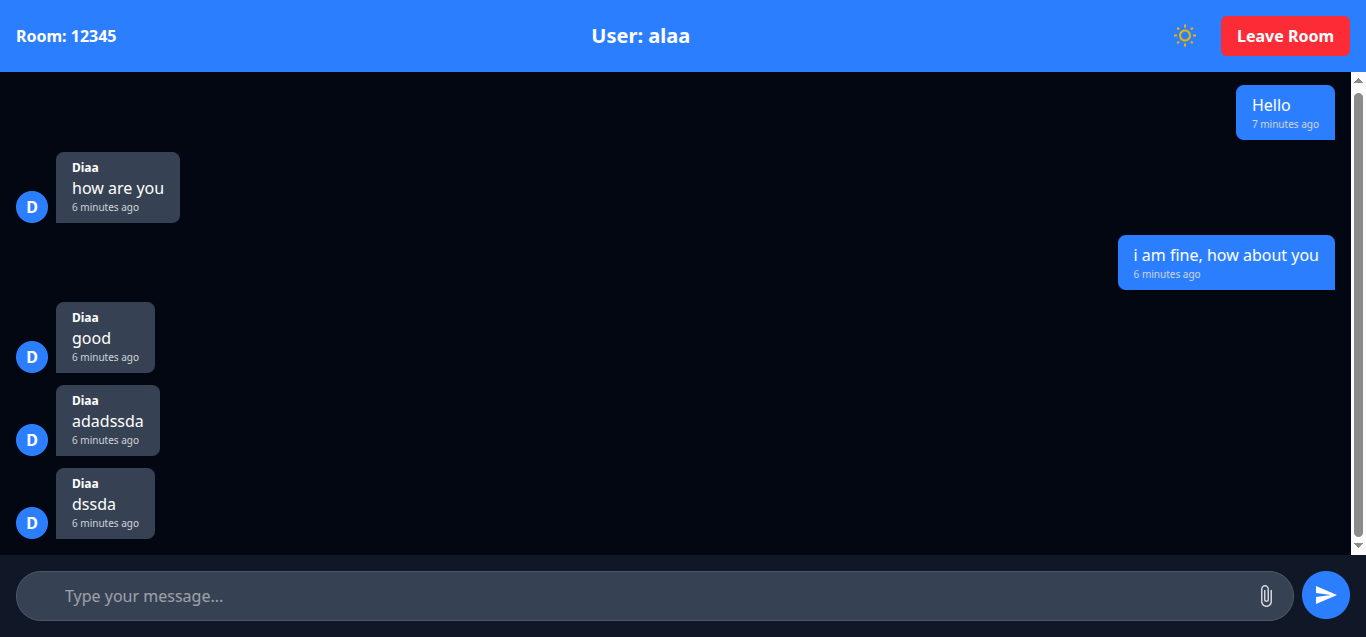 Room: 12345
User: alaa
Leave Room
Hello
7 minutes ago
Diaa
how are you
6 minutes ago
D
i am fine, how about you
6 minutes ago
Diaa
good
6 minutes ago
D
Diaa
adadssda
6 minutes ago
D
Diaa
dssda
6 minutes ago
D
Type your message...